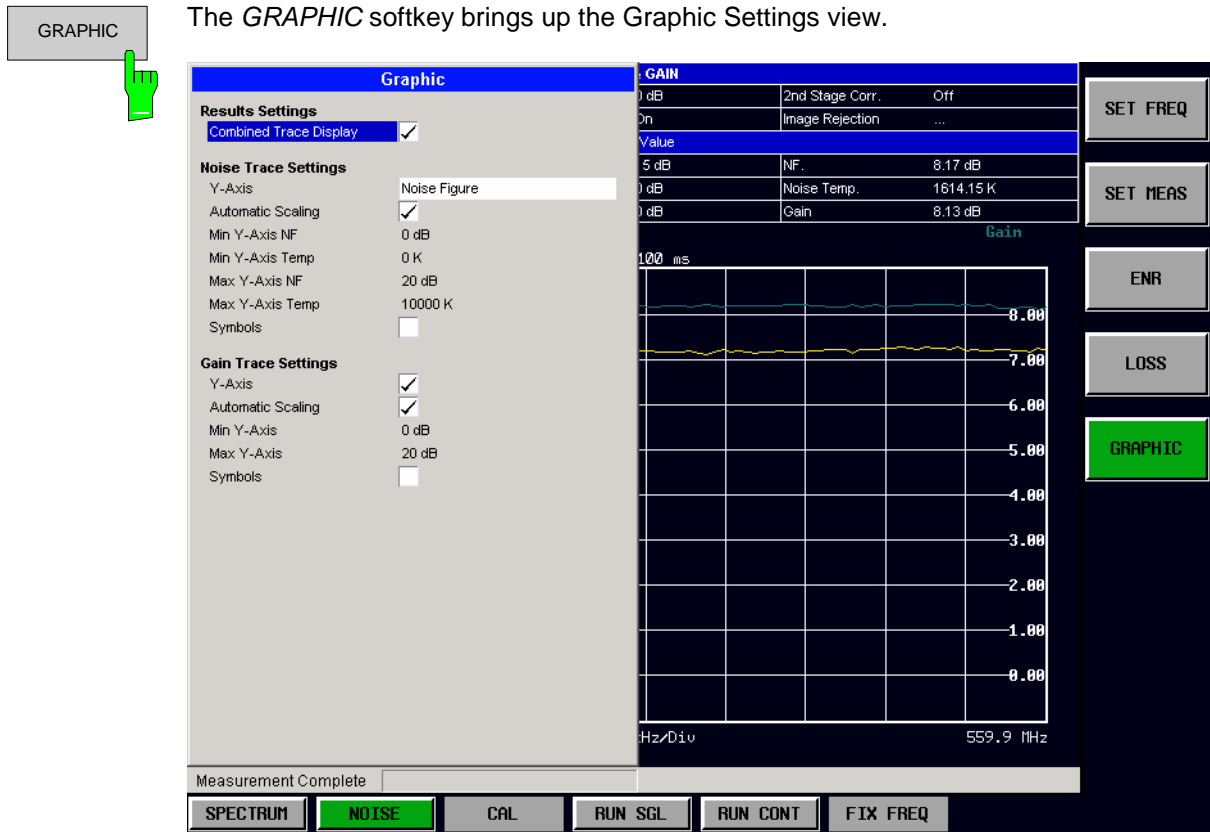 GRAPHIC
The GRAPHIC softkey brings up the Graphic Settings view.
Graphic
Results Settings
Combined Trace Display
Noise Trace Settings
Y-Axis Noise Figure
Automatic Scaling
Min Y-Axis NF 0 dB
Min Y-Axis Temp 0 K
Max Y-Axis NF 20 dB
Max Y-Axis Temp 10000 K
Symbols
Gain Trace Settings
Y-Axis
Automatic Scaling
Min Y-Axis 0 dB
Max Y-Axis 20 dB
Symbols
GAIN
dB 2nd Stage Corr. Off
On Image Rejection ...
Value
5 dB NF. 8.17 dB
dB Noise Temp. 1614.15 K
dB Gain 8.13 dB
Gain
100 ms
8.00
7.00
6.00
5.00
4.00
3.00
2.00
1.00
0.00
Hz/Div 559.9 MHz
SET FREQ
SET MEAS
ENR
LOSS
GRAPHIC
Measurement Complete
SPECTRUM NOISE CAL RUN SGL RUN CONT FIX FREQ